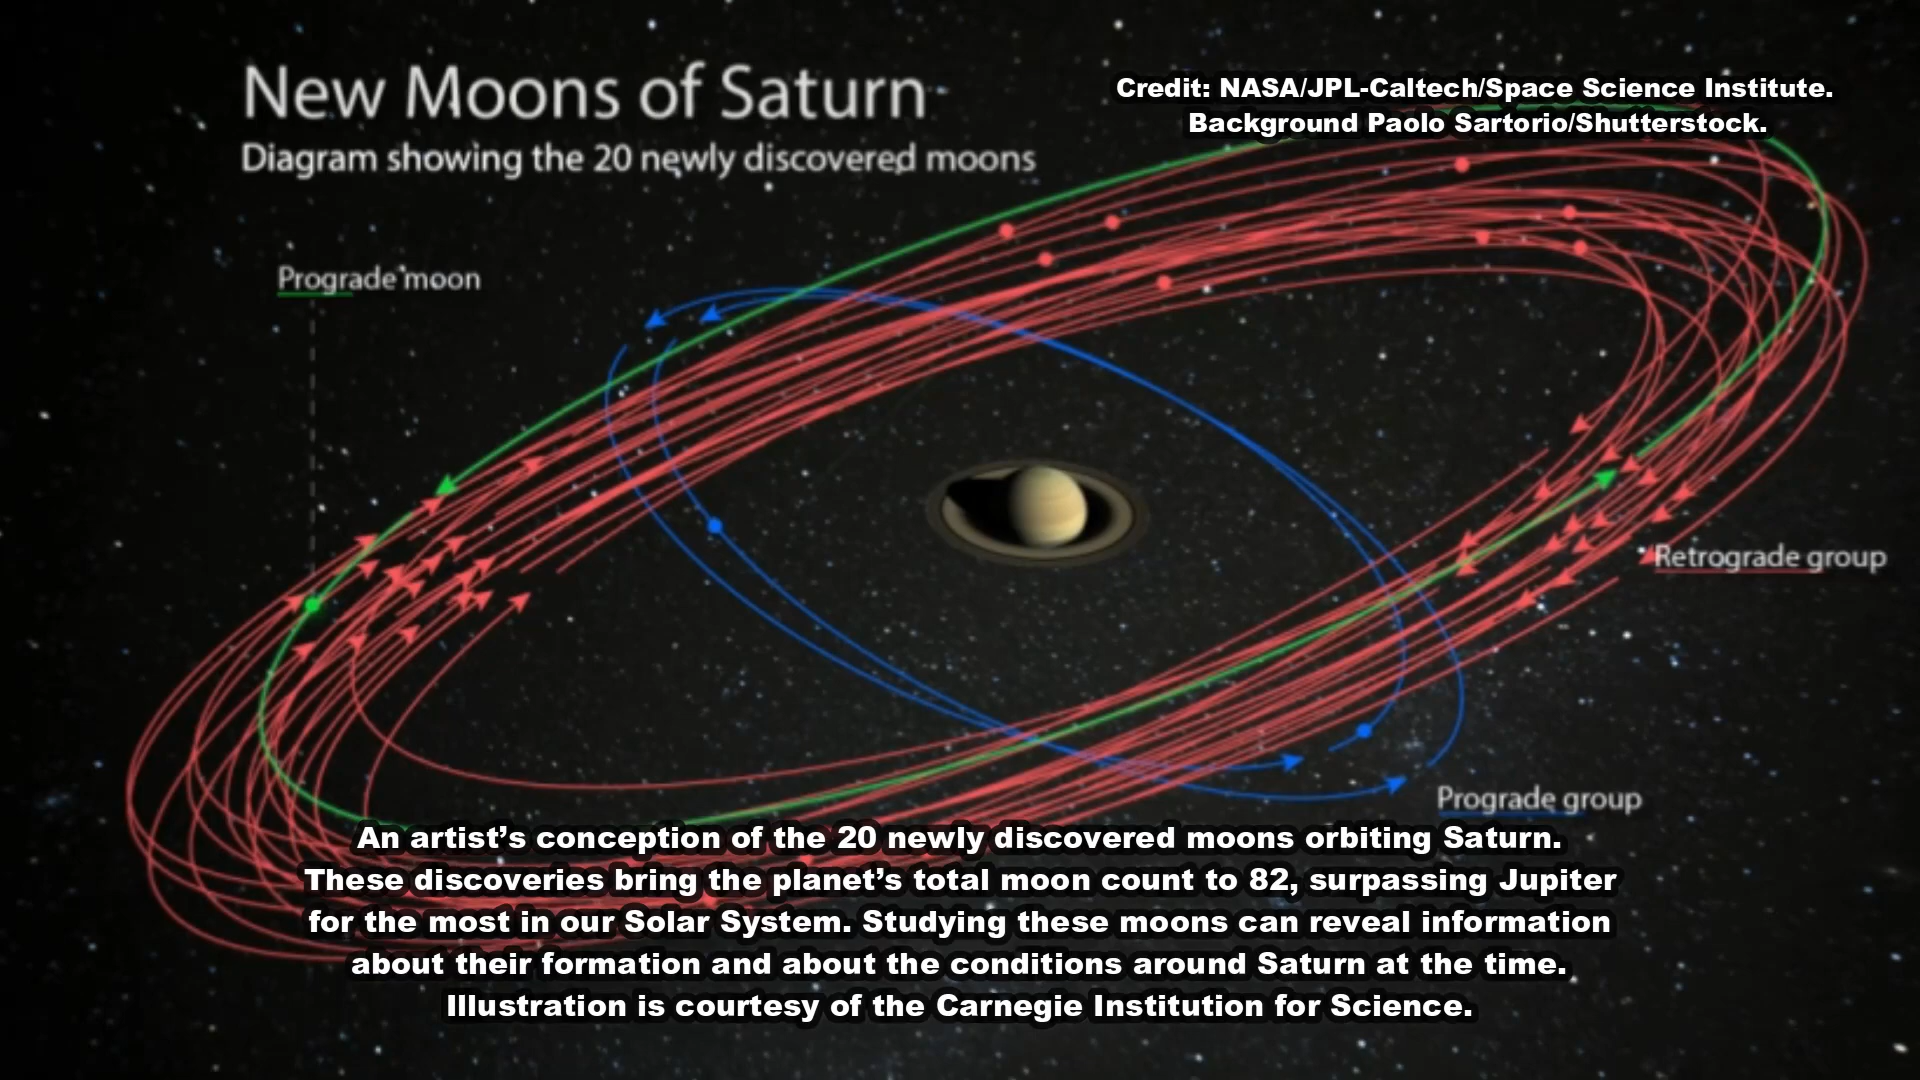 New Moons of Saturn
Diagram showing the 20 newly discovered moons
Credit: NASA/JPL-Caltech/Space Science Institute.
Background Paolo Sartorio/Shutterstock.
Prograde moon
Retrograde group
Prograde group
An artist’s conception of the 20 newly discovered moons orbiting Saturn.
These discoveries bring the planet’s total moon count to 82, surpassing Jupiter
for the most in our Solar System. Studying these moons can reveal information
about their formation and about the conditions around Saturn at the time.
Illustration is courtesy of the Carnegie Institution for Science.